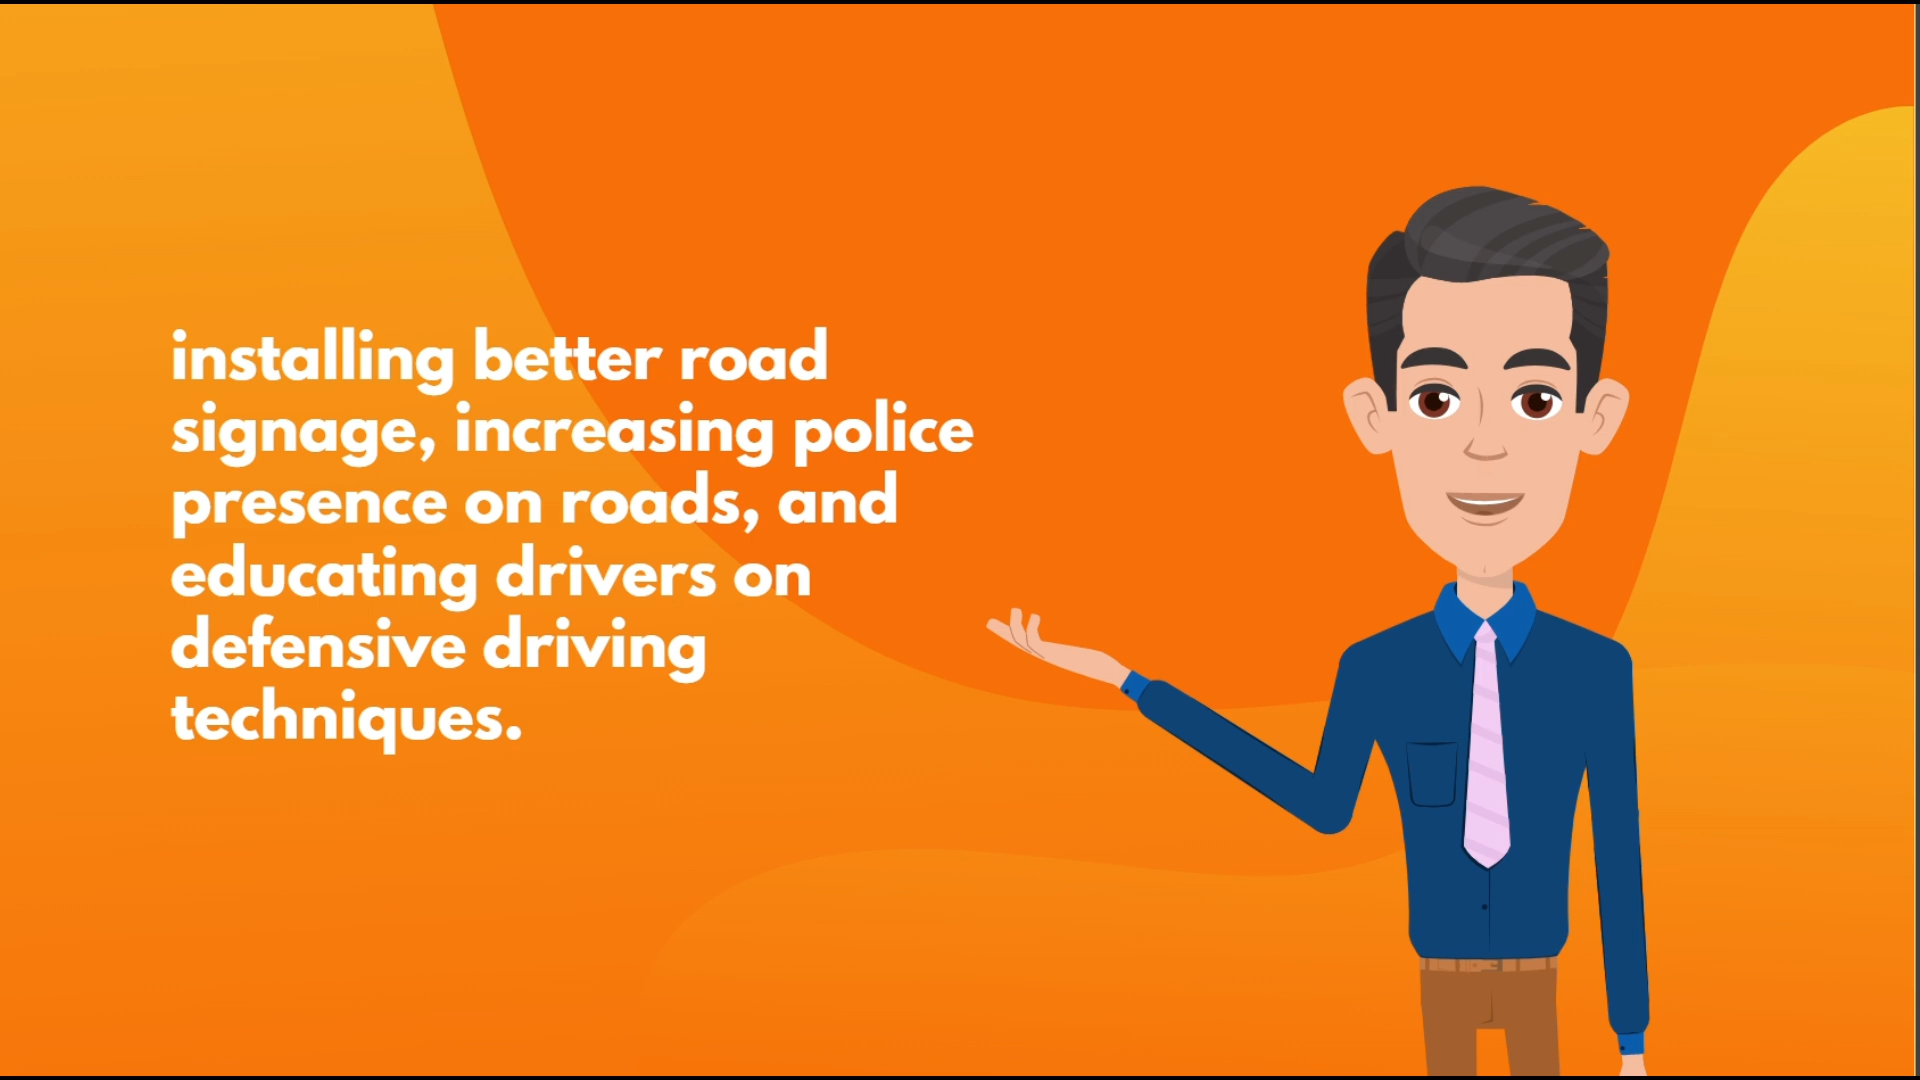 installing better road
signage, increasing police
presence on roads, and
educating drivers on
defensive driving
techniques.